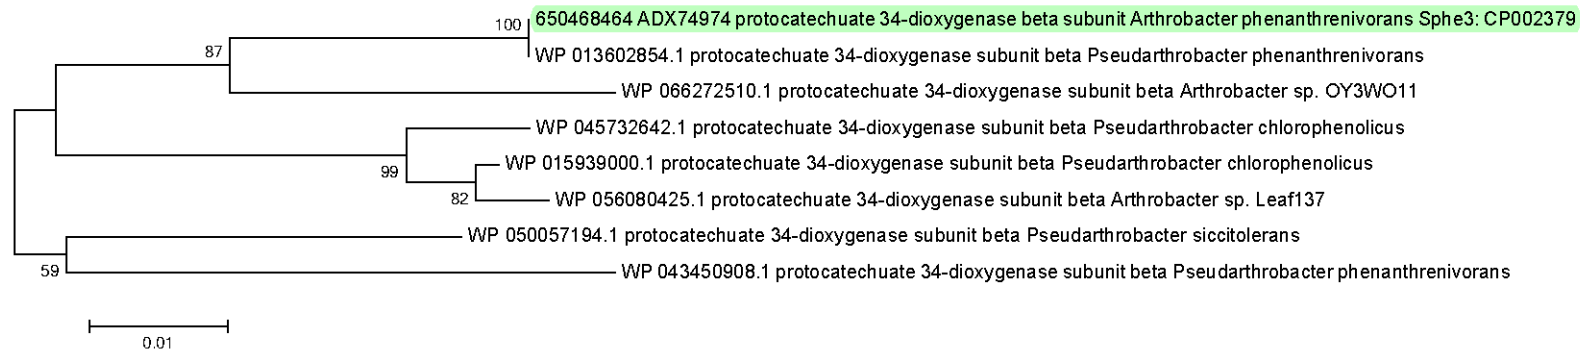 100
650468464 ADX74974 protocatechuate 34-dioxygenase beta subunit Arthrobacter phenanthrenivorans Sphe3: CP002379
87
WP 013602854.1 protocatechuate 34-dioxygenase subunit beta Pseudarthrobacter phenanthrenivorans
WP 066272510.1 protocatechuate 34-dioxygenase subunit beta Arthrobacter sp. OY3WO11
WP 045732642.1 protocatechuate 34-dioxygenase subunit beta Pseudarthrobacter chlorophenolicus
99
WP 015939000.1 protocatechuate 34-dioxygenase subunit beta Pseudarthrobacter chlorophenolicus
82
WP 056080425.1 protocatechuate 34-dioxygenase subunit beta Arthrobacter sp. Leaf137
WP 050057194.1 protocatechuate 34-dioxygenase subunit beta Pseudarthrobacter siccitolerans
59
WP 043450908.1 protocatechuate 34-dioxygenase subunit beta Pseudarthrobacter phenanthrenivorans
0.01